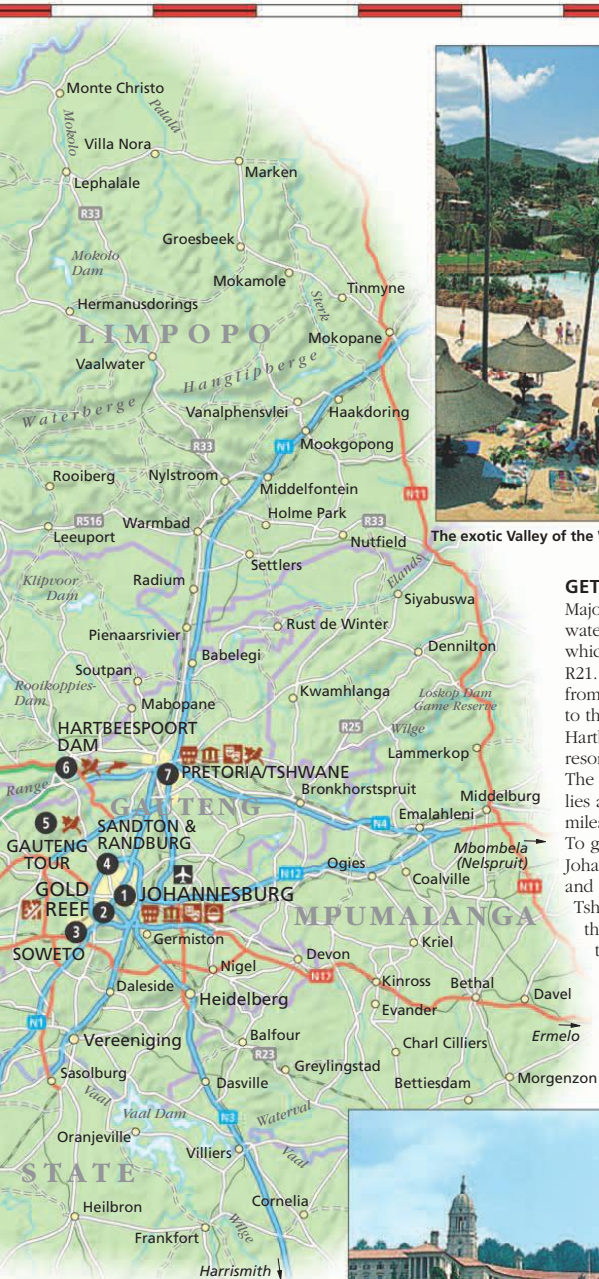 Monte Christo
Mokolo
Palala
Villa Nora
Marken
Lephalale
R33
Groesbeek
Mokolo
Dam
Mokamole
Tinmyne
Sterk
Hermanusdorings
LIMPOPO
Mokopane
Vaalwater
Hanglipberge
Waterberge
Vanalphensvlei
Haakdoring
R33
N1
Mookgopong
Rooiberg
Nylstroom
Middelfontein
N11
R516
Warmbad
Holme Park
R33
Leeuport
Nutfield
The exotic Valley of the
Settlers
Elands
Klipvoor
Dam
Radium
Siyabuswa
Pienaarsrivier
Rust de Winter
Dennilton
Babelegi
Soutpan
Rooikoppies-
Dam
Kwamhlanga
Loskop Dam
Game Reserve
Mabopane
HARTBEESPOORT
DAM
R25
Wilge
Lammerkop
6
7 PRETORIA/TSHWANE
Range
Bronkhorstspruit
Middelburg
GAUTENG
5
GAUTENG
TOUR
SANDTON &
RANDBURG
4
N4
Emalahleni
Mbombela
(Nelspruit)
Ogies
N12
Coalville
N11
GOLD
REEF 2
1 JOHANNESBURG
MPUMALANGA
3
SOWETO
Germiston
Kriel
Devon
Nigel
N17
Kinross
Bethal
Davel
Daleside
Heidelberg
Evander
N1
Ermelo
Vereeniging
Balfour
Charl Cilliers
R23
Sasolburg
Greylingstad
Morgenzon
Dasville
Bettiesdam
Vaal
Vaal Dam
N3
Waterval
Oranjeville
Villiers
Vaal
STATE
Heilbron
Cornelia
Frankfort
Wilge
Harrismith
GET
Majo
wate
whic
R21.
from
to th
Hartb
resor
The
lies a
miles
To g
Joha
and
Tsh
th
t